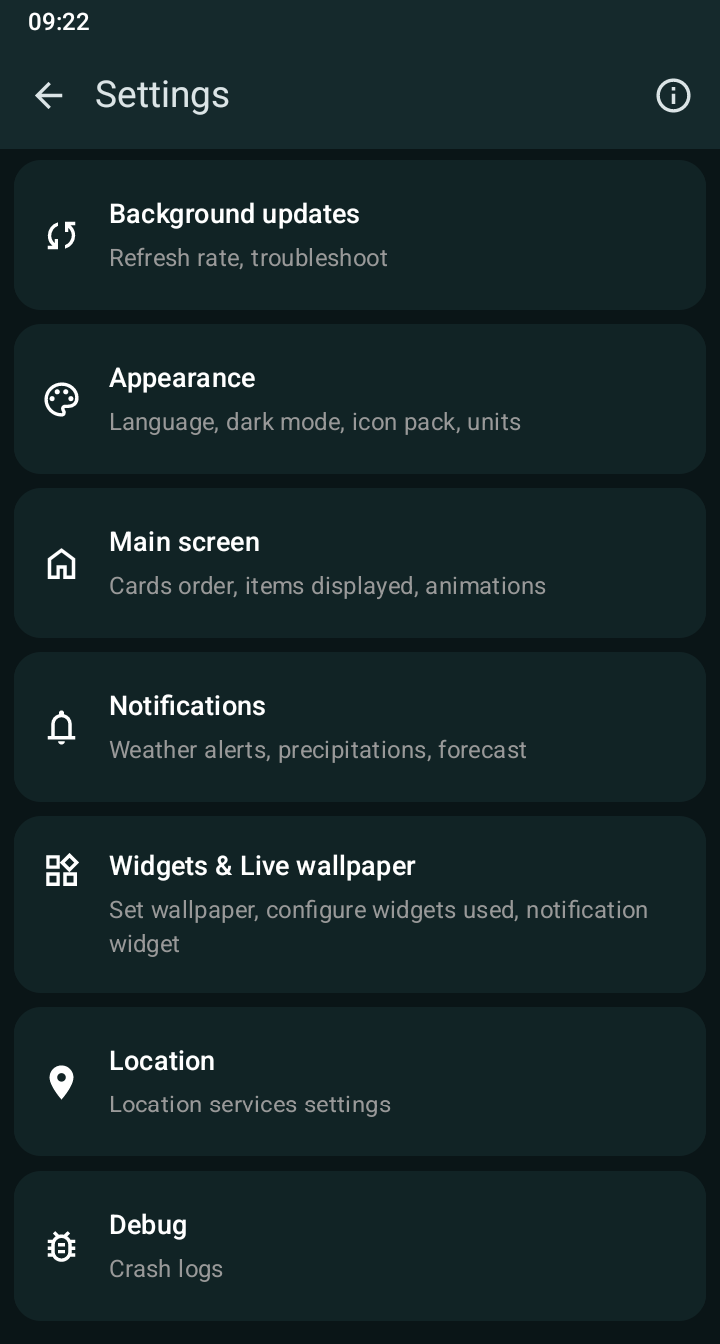 09:22
Settings
Background updates
Refresh rate, troubleshoot
Appearance
Language, dark mode, icon pack, units
Main screen
Cards order, items displayed, animations
Notifications
Weather alerts, precipitations, forecast
Widgets & Live wallpaper
Set wallpaper, configure widgets used, notification
widget
Location
Location services settings
Debug
Crash logs